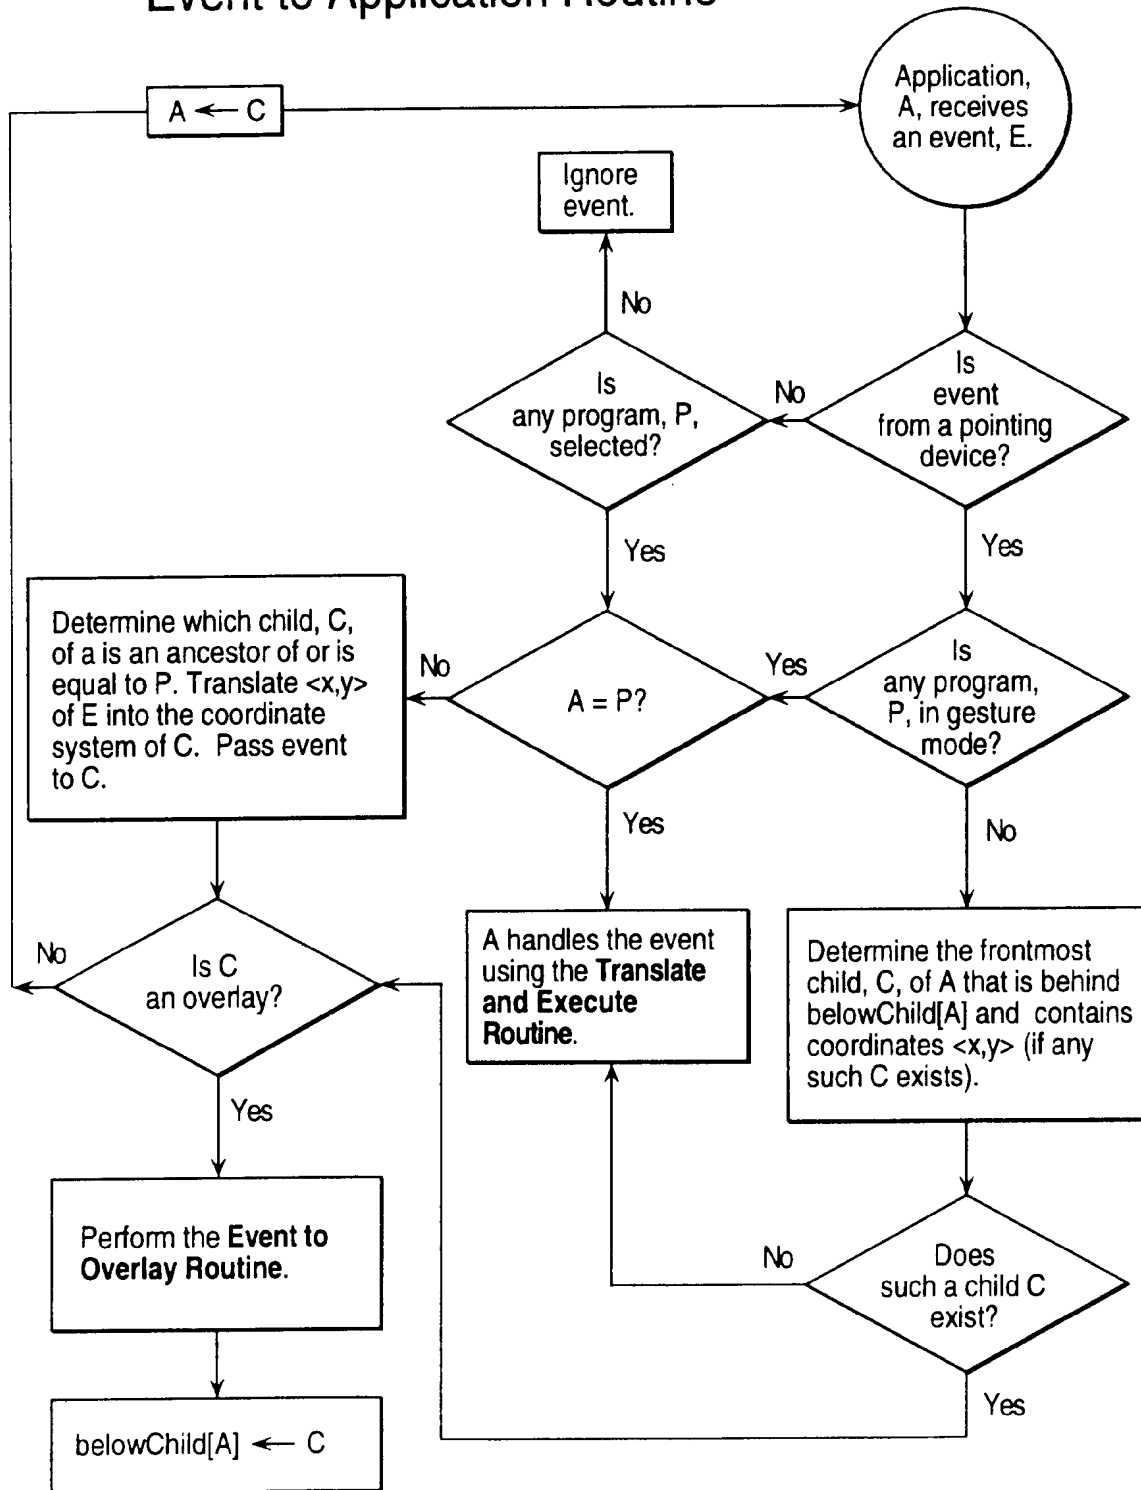 Event to Application Routine
A ← C
Application,
A, receives
an event, E.
Ignore
event.
No
Is
any program, P,
selected?
No
Is
event
from a pointing
device?
Yes
Yes
Determine which child, C,
of a is an ancestor of or is
equal to P. Translate <x,y>
of E into the coordinate
system of C. Pass event
to C.
No
A = P?
Yes
Is
any program,
P, in gesture
mode?
Yes
No
No
Is C
an overlay?
A handles the event
using the Translate
and Execute
Routine.
Determine the frontmost
child, C, of A that is behind
belowChild[A] and contains
coordinates <x,y> (if any
such C exists).
Yes
Perform the Event to
Overlay Routine.
No
Does
such a child C
exist?
Yes
belowChild[A] ← C